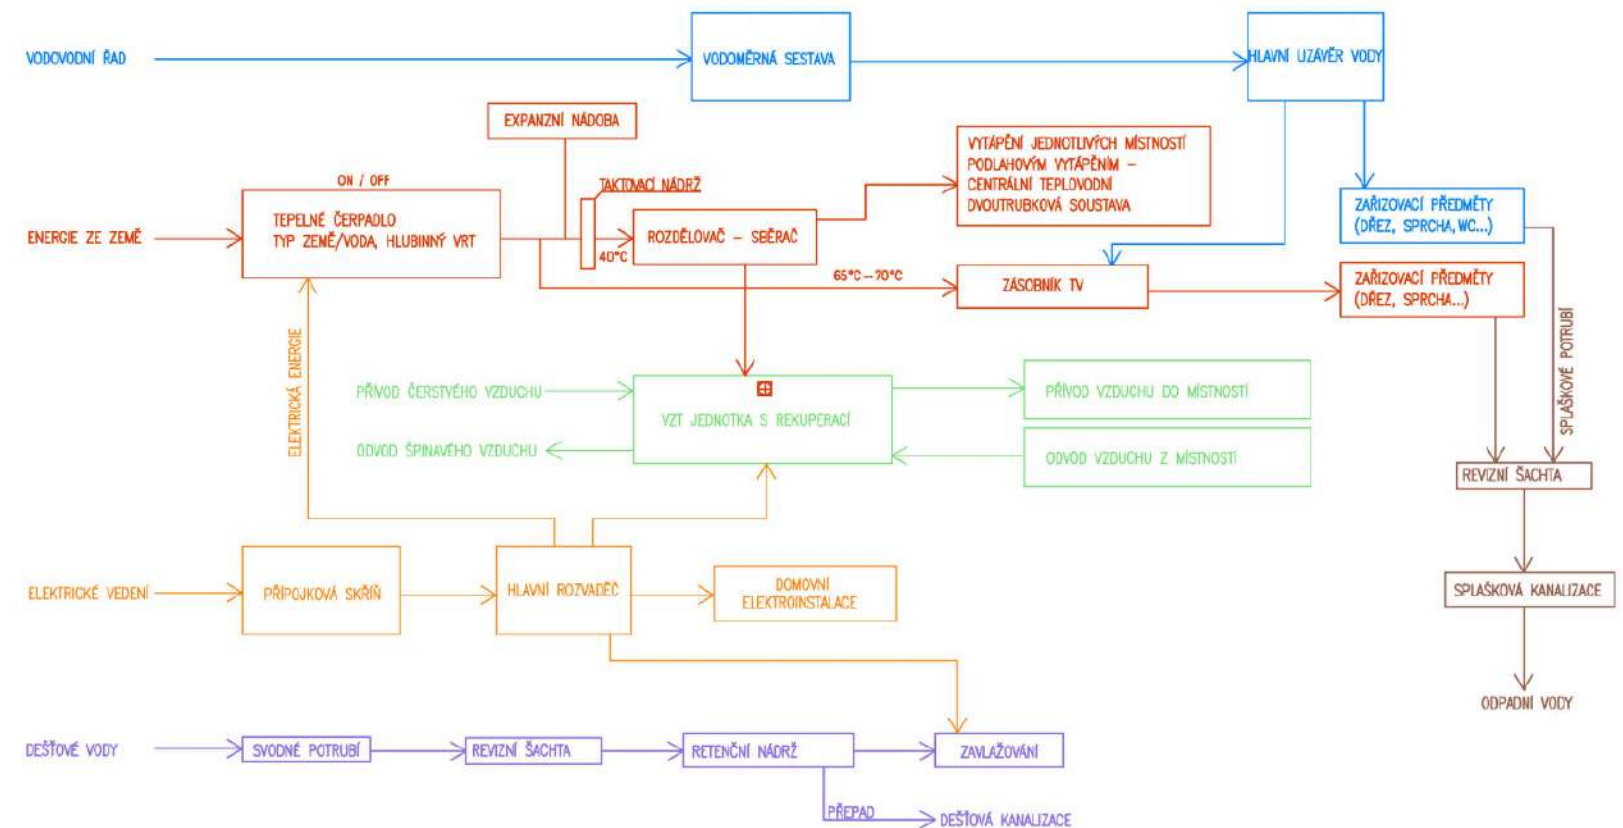 VODOVODNÍ ŘAD
VODOMĚRNÁ SESTAVA
HLAVNÍ UZÁVĚR VODY
EXPANZNÍ NÁDOBA
VYTÁPĚNÍ JEDNOTLIVÝCH MÍSTNOSTÍ
PODLAHOVÝM VYTÁPĚNÍM –
CENTRÁLNÍ TEPLOVODNÍ
DVOUTRUBKOVÁ SOUSTAVA
ON / OFF
TAKTOVACÍ NÁDRŽ
ZAŘIZOVACÍ PŘEDMĚTY
(DŘEZ, SPRCHA, WC...)
ENERGIE ZE ZEMĚ
TEPELNÉ ČERPADLO
TYP ZEMĚ/VODA, HLUBINNÝ VRT
40°C
ROZDĚLOVAČ – SBĚRAČ
65°C–70°C
ZÁSOBNÍK TV
ZAŘIZOVACÍ PŘEDMĚTY
(DŘEZ, SPRCHA...)
ELEKTRICKÁ ENERGIE
SPLAŠKOVÉ POTRUBÍ
PŘÍVOD ČERSTVÉHO VZDUCHU
VZT JEDNOTKA S REKUPERACÍ
PŘÍVOD VZDUCHU DO MÍSTNOSTÍ
ODVOD ŠPINAVÉHO VZDUCHU
ODVOD VZDUCHU Z MÍSTNOSTÍ
REVIZNÍ ŠACHTA
ELEKTRICKÉ VEDENÍ
PŘÍPOJKOVÁ SKŘÍŇ
HLAVNÍ ROZVADĚČ
DOMOVNÍ
ELEKTROINSTALACE
SPLAŠKOVÁ KANALIZACE
ODPADNÍ VODY
DEŠŤOVÉ VODY
SVODNÉ POTRUBÍ
REVIZNÍ ŠACHTA
RETENČNÍ NÁDRŽ
ZAVLAŽOVÁNÍ
PŘEPAD
DEŠŤOVÁ KANALIZACE